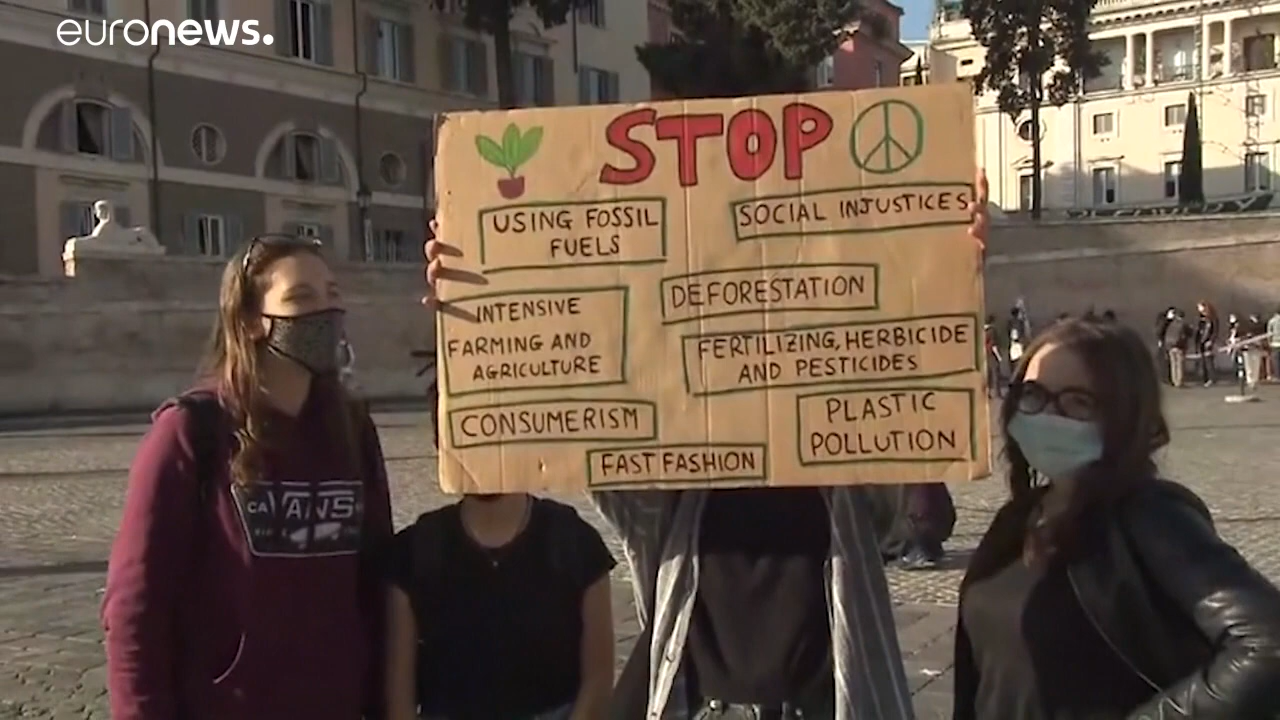 euronews.
STOP
USING FOSSIL
FUELS
SOCIAL INJUSTICES
DEFORESTATION
INTENSIVE
FARMING AND
AGRICULTURE
FERTILIZING, HERBICIDE
AND PESTICIDES
CONSUMERISM
PLASTIC
POLLUTION
FAST FASHION
CA VANS